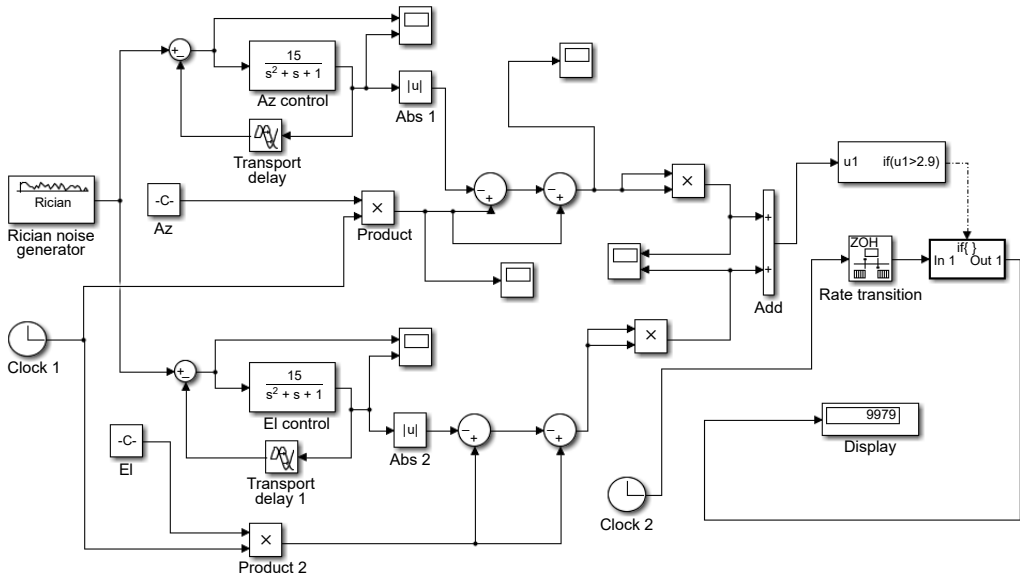 15
s² + s + 1
Az control
|u|
Abs 1
Transport
delay
Rician
Rician noise
generator
-C-
Az
×
Product
+
−
−
+
−
+
×
+
+
Add
u1 if(u1>2.9)
ZOH
Rate transition
if{ }
In 1 Out 1
Clock 1
15
s² + s + 1
El control
+
−
|u|
Abs 2
Transport
delay 1
-C-
El
×
Product 2
−
+
−
+
×
Clock 2
9979
Display